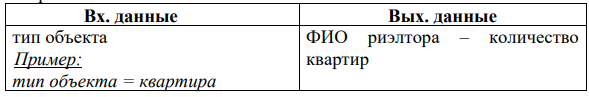 Вх. данные
Вых. данные
тип объекта
Пример:
тип объекта = квартира
ФИО риэлтора – количество
квартир